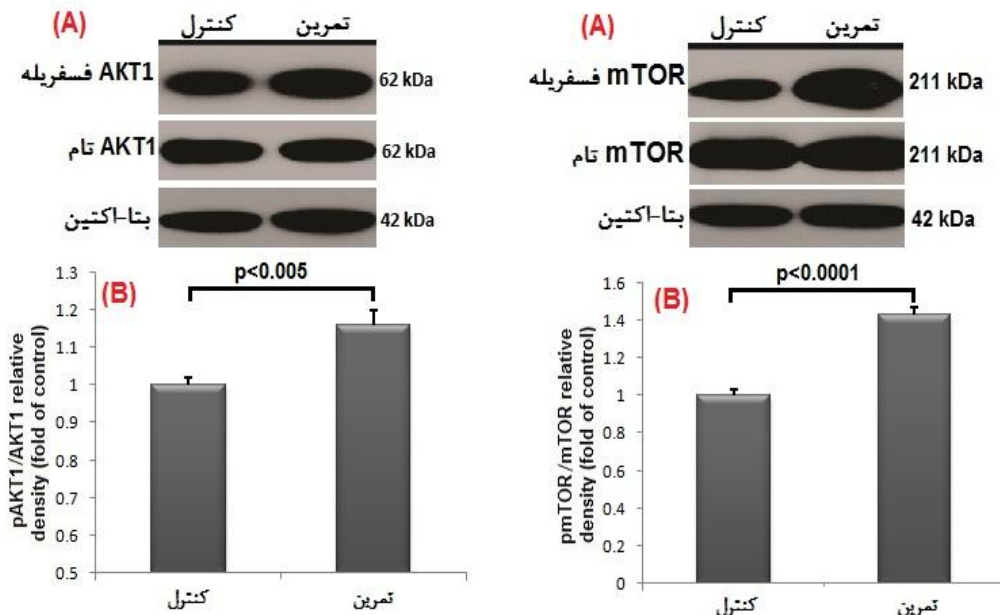 (A)
کنترل تمرین
AKT1 فسفریله 62 kDa
AKT1 تام 62 kDa
بتا-اکتین 42 kDa
(B)
p<0.005
pAKT1/AKT1 relative
density (fold of control)
1.3
1.2
1.1
1
0.9
0.8
0.7
0.6
0.5
کنترل تمرین
(A)
کنترل تمرین
mTOR فسفریله 211 kDa
mTOR تام 211 kDa
بتا-اکتین 42 kDa
(B)
p<0.0001
pmTOR/mTOR relative
density (fold of control)
1.6
1.4
1.2
1
0.8
0.6
0.4
0.2
0
کنترل تمرین